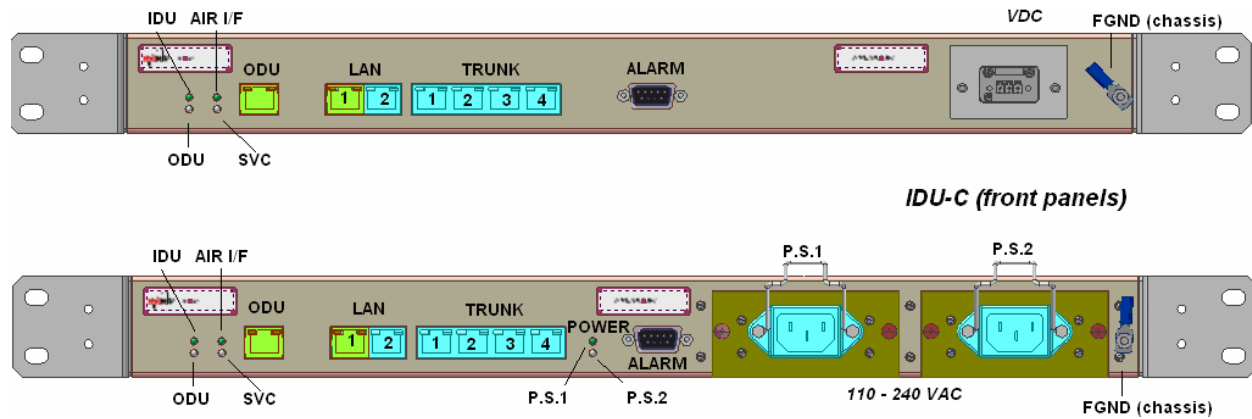 IDU AIR I/F
VDC
FGND (chassis)
ODU
LAN
TRUNK
ALARM
1 2
1 2 3 4
ODU
SVC
IDU-C (front panels)
IDU AIR I/F
P.S.1
P.S.2
ODU
LAN
TRUNK
POWER
1 2
1 2 3 4
ALARM
ODU
SVC
P.S.1
P.S.2
110 - 240 VAC
FGND (chassis)